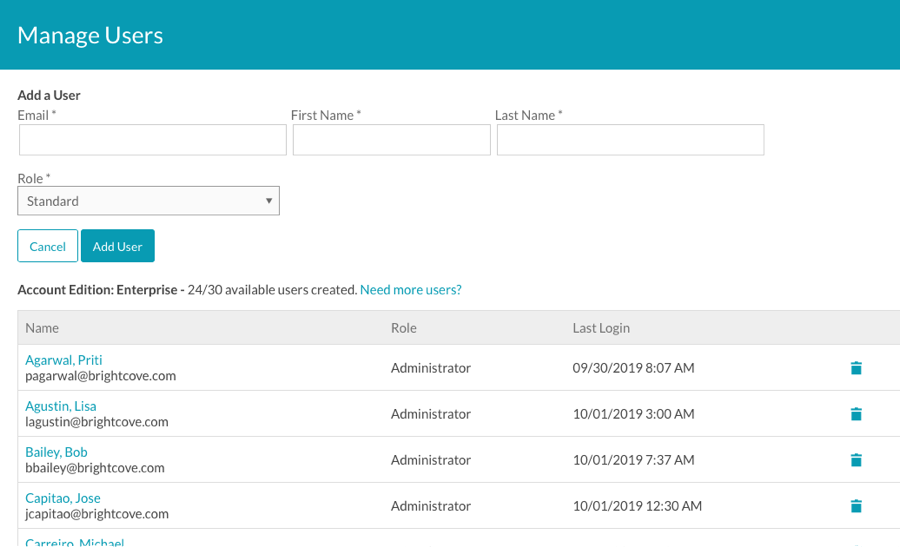 Manage Users
Add a User
Email * First Name * Last Name *
Role *
Standard
Cancel Add User
Account Edition: Enterprise - 24/30 available users created. Need more users?
Name Role Last Login
Agarwal, Priti
pagarwal@brightcove.com Administrator 09/30/2019 8:07 AM
Agustin, Lisa
lagustin@brightcove.com Administrator 10/01/2019 3:00 AM
Bailey, Bob
bbailey@brightcove.com Administrator 10/01/2019 7:37 AM
Capitao, Jose
jcapitao@brightcove.com Administrator 10/01/2019 12:30 AM
Carreiro, Michael